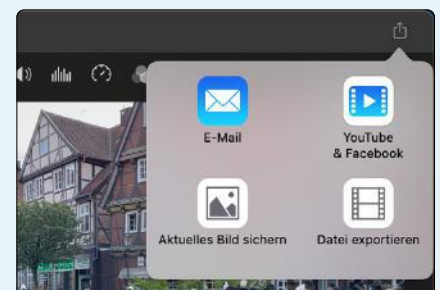 E-Mail
YouTube
& Facebook
Aktuelles Bild sichern
Datei exportieren